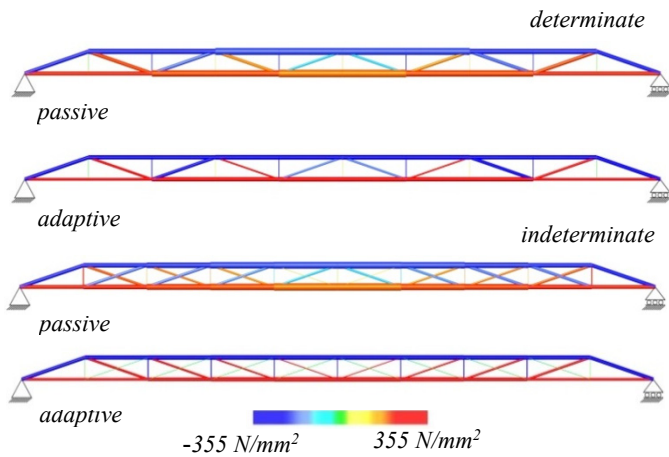 determinate
passive
adaptive
indeterminate
passive
adaptive
-355 N/mm² 355 N/mm²